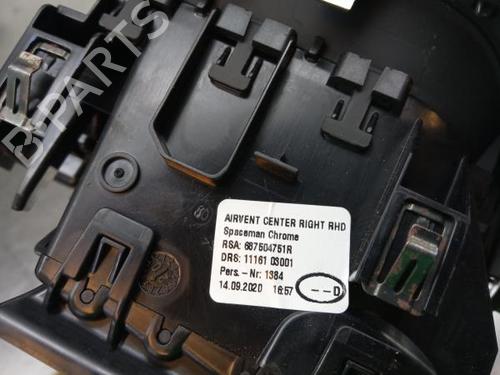 B-PARTS
AIRVENT CENTER RIGHT RHD
Spaceman Chrome
RSA: 687504751R
DRS: 11161 03001
Pers. - Nr: 1384
14.09.2020 16:57 --D